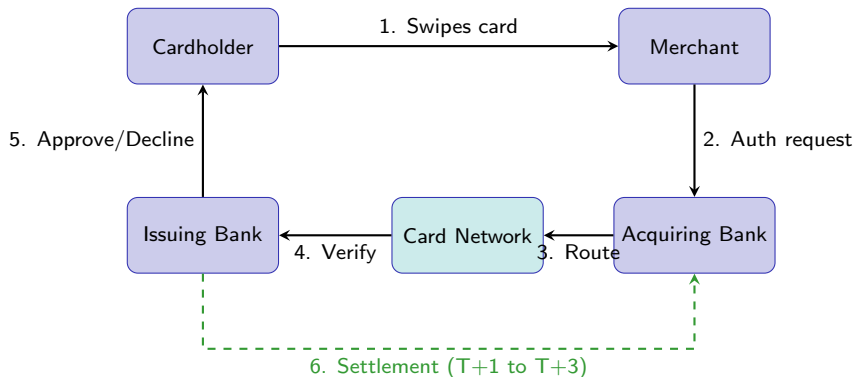 1. Swipes card
Cardholder
Merchant
5. Approve/Decline
2. Auth request
Issuing Bank
Card Network
Acquiring Bank
4. Verify
3. Route
6. Settlement (T+1 to T+3)